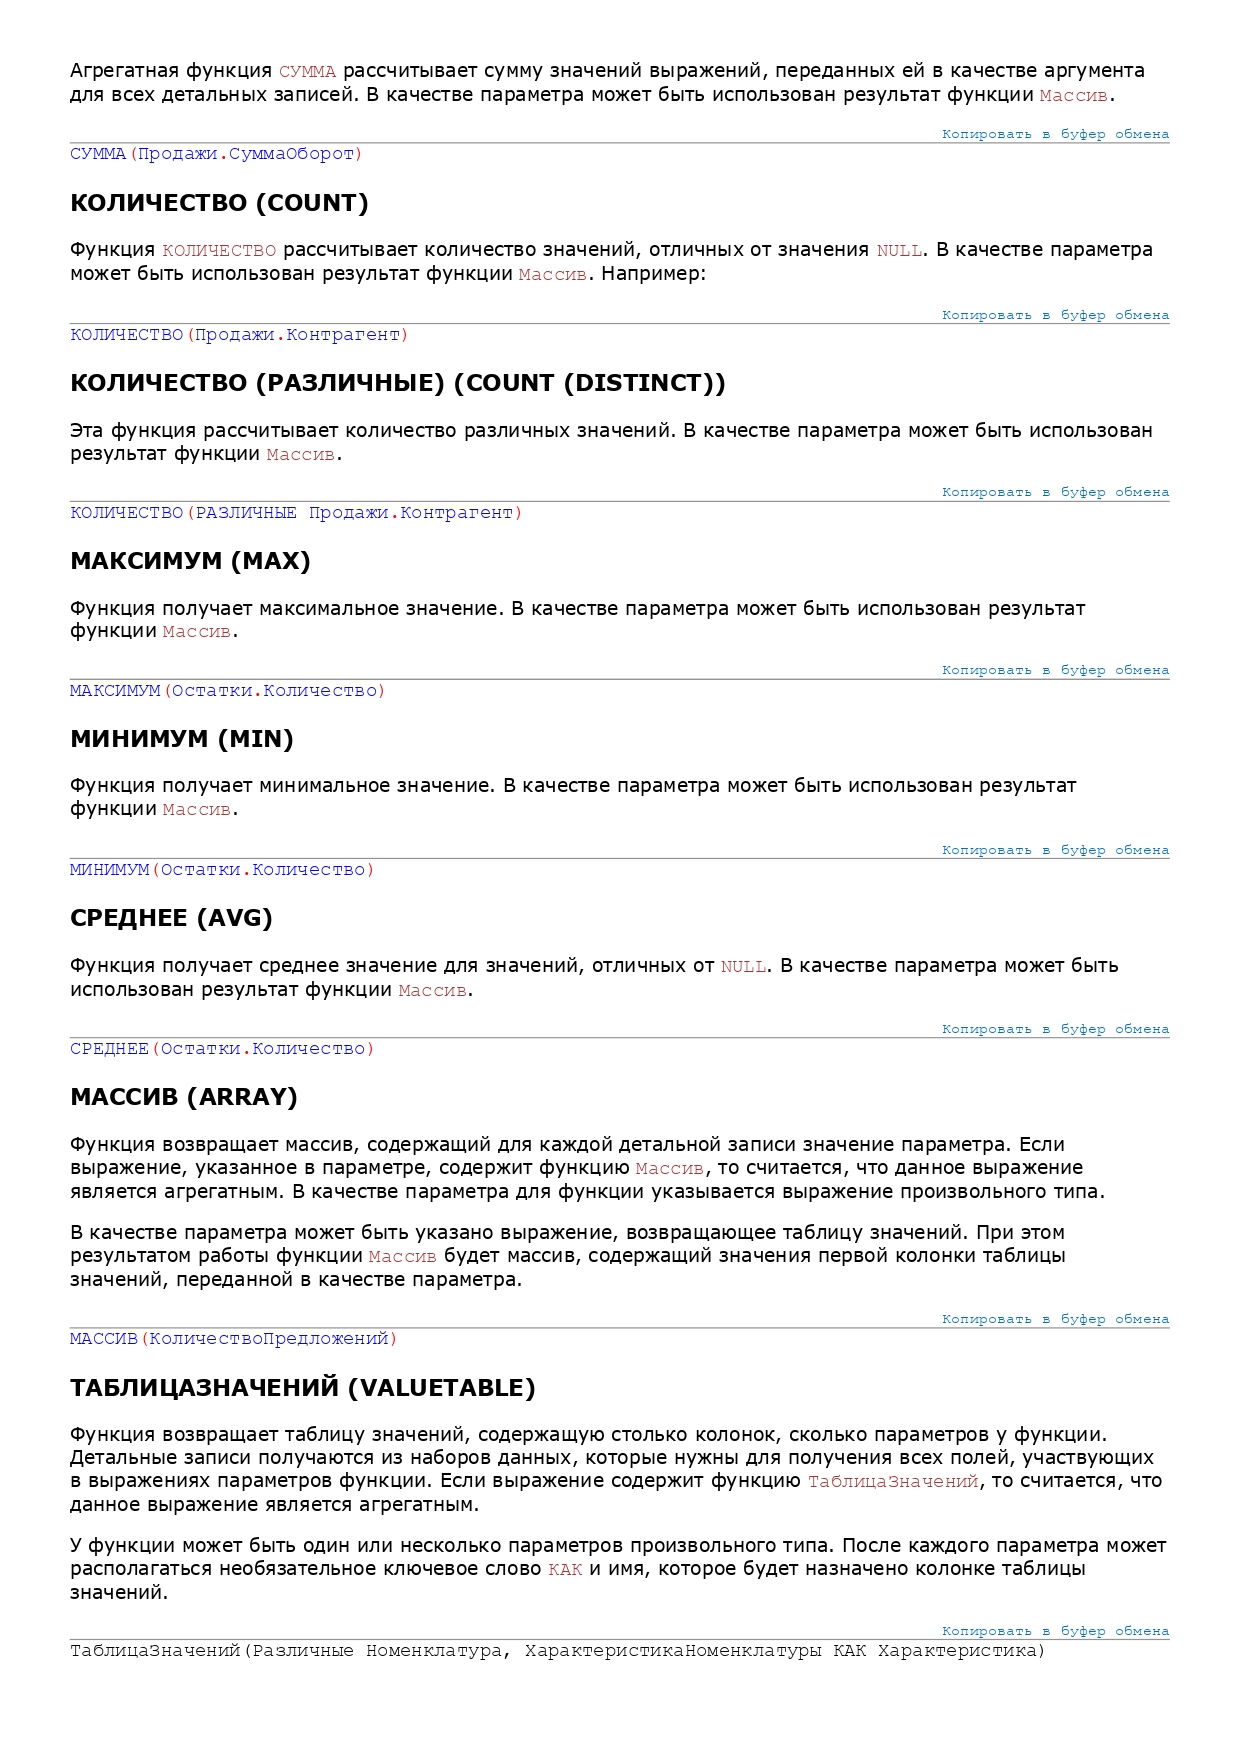 Агрегатная функция СУММА рассчитывает сумму значений выражений, переданных ей в качестве аргумента
для всех детальных записей. В качестве параметра может быть использован результат функции Массив.
Копировать в буфер обмена
СУММА(Продажи.СуммаОборот)
КОЛИЧЕСТВО (COUNT)
Функция КОЛИЧЕСТВО рассчитывает количество значений, отличных от значения NULL. В качестве параметра
может быть использован результат функции Массив. Например:
Копировать в буфер обмена
КОЛИЧЕСТВО(Продажи.Контрагент)
КОЛИЧЕСТВО (РАЗЛИЧНЫЕ) (COUNT (DISTINCT))
Эта функция рассчитывает количество различных значений. В качестве параметра может быть использован
результат функции Массив.
Копировать в буфер обмена
КОЛИЧЕСТВО(РАЗЛИЧНЫЕ Продажи.Контрагент)
МАКСИМУМ (MAX)
Функция получает максимальное значение. В качестве параметра может быть использован результат
функции Массив.
Копировать в буфер обмена
МАКСИМУМ(Остатки.Количество)
МИНИМУМ (MIN)
Функция получает минимальное значение. В качестве параметра может быть использован результат
функции Массив.
Копировать в буфер обмена
МИНИМУМ(Остатки.Количество)
СРЕДНЕЕ (AVG)
Функция получает среднее значение для значений, отличных от NULL. В качестве параметра может быть
использован результат функции Массив.
Копировать в буфер обмена
СРЕДНЕЕ(Остатки.Количество)
МАССИВ (ARRAY)
Функция возвращает массив, содержащий для каждой детальной записи значение параметра. Если
выражение, указанное в параметре, содержит функцию Массив, то считается, что данное выражение
является агрегатным. В качестве параметра для функции указывается выражение произвольного типа.
В качестве параметра может быть указано выражение, возвращающее таблицу значений. При этом
результатом работы функции Массив будет массив, содержащий значения первой колонки таблицы
значений, переданной в качестве параметра.
Копировать в буфер обмена
МАССИВ(КоличествоПредложений)
ТАБЛИЦАЗНАЧЕНИЙ (VALUETABLE)
Функция возвращает таблицу значений, содержащую столько колонок, сколько параметров у функции.
Детальные записи получаются из наборов данных, которые нужны для получения всех полей, участвующих
в выражениях параметров функции. Если выражение содержит функцию ТаблицаЗначений, то считается, что
данное выражение является агрегатным.
У функции может быть один или несколько параметров произвольного типа. После каждого параметра может
располагаться необязательное ключевое слово КАК и имя, которое будет назначено колонке таблицы
значений.
Копировать в буфер обмена
ТаблицаЗначений(Различные Номенклатура, ХарактеристикаНоменклатуры КАК Характеристика)